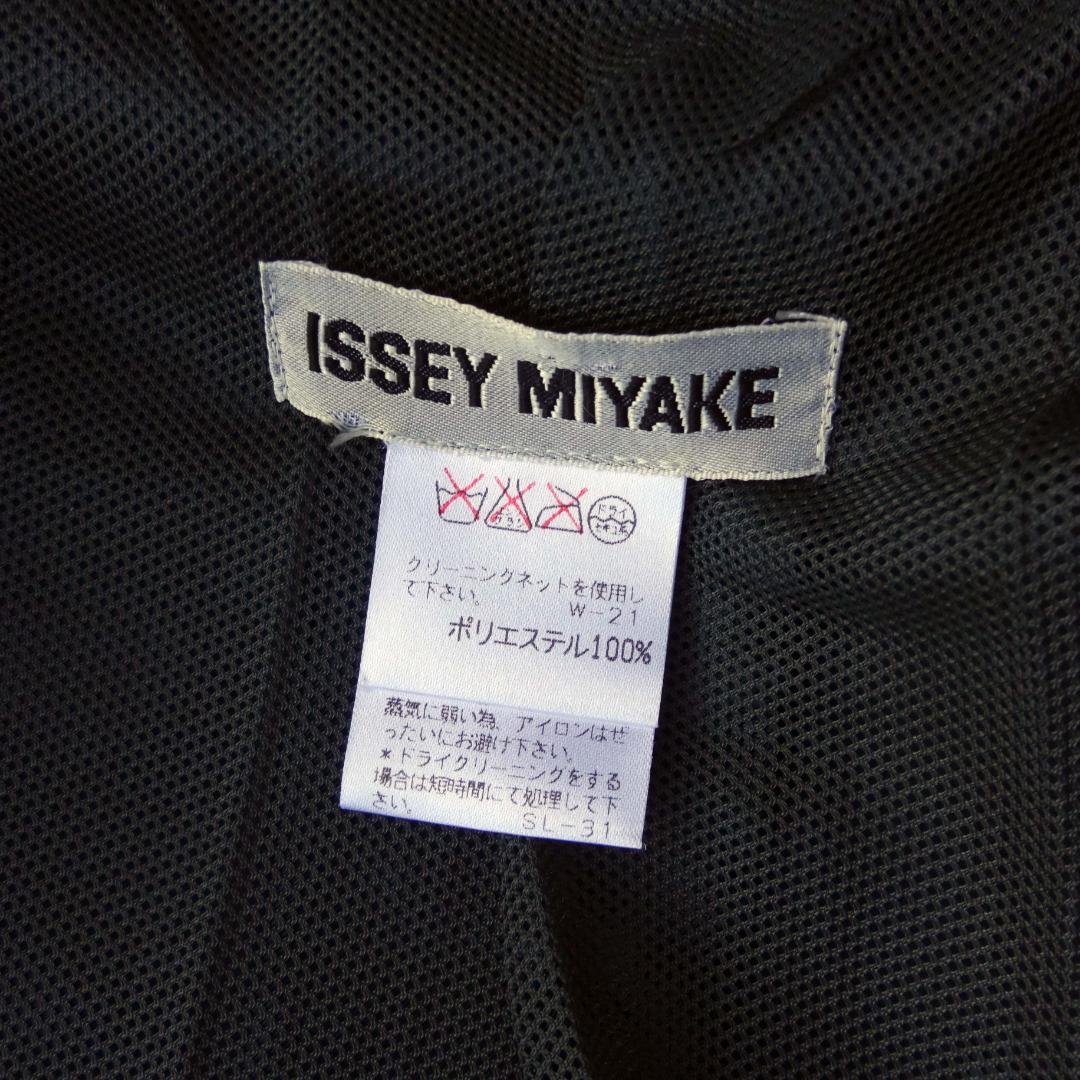 ISSEY MIYAKE
ドライ
クリーニングネットを使用し
て下さい。 W-21
ポリエステル100%
蒸気に弱い為、アイロンはぜ
ったいにお避け下さい。
*ドライクリーニングをする
場合は短時間にて処理して下
さい。 SL-31